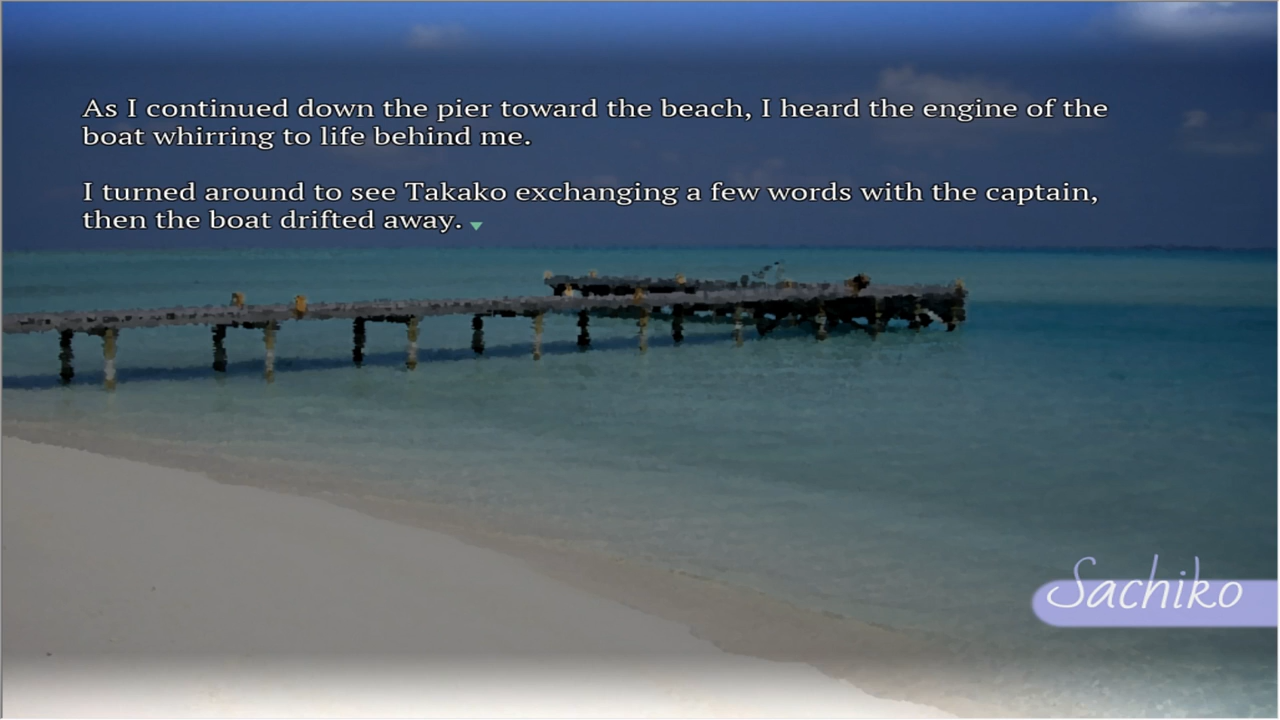 As I continued down the pier toward the beach, I heard the engine of the
boat whirring to life behind me.
I turned around to see Takako exchanging a few words with the captain,
then the boat drifted away.
Sachiko